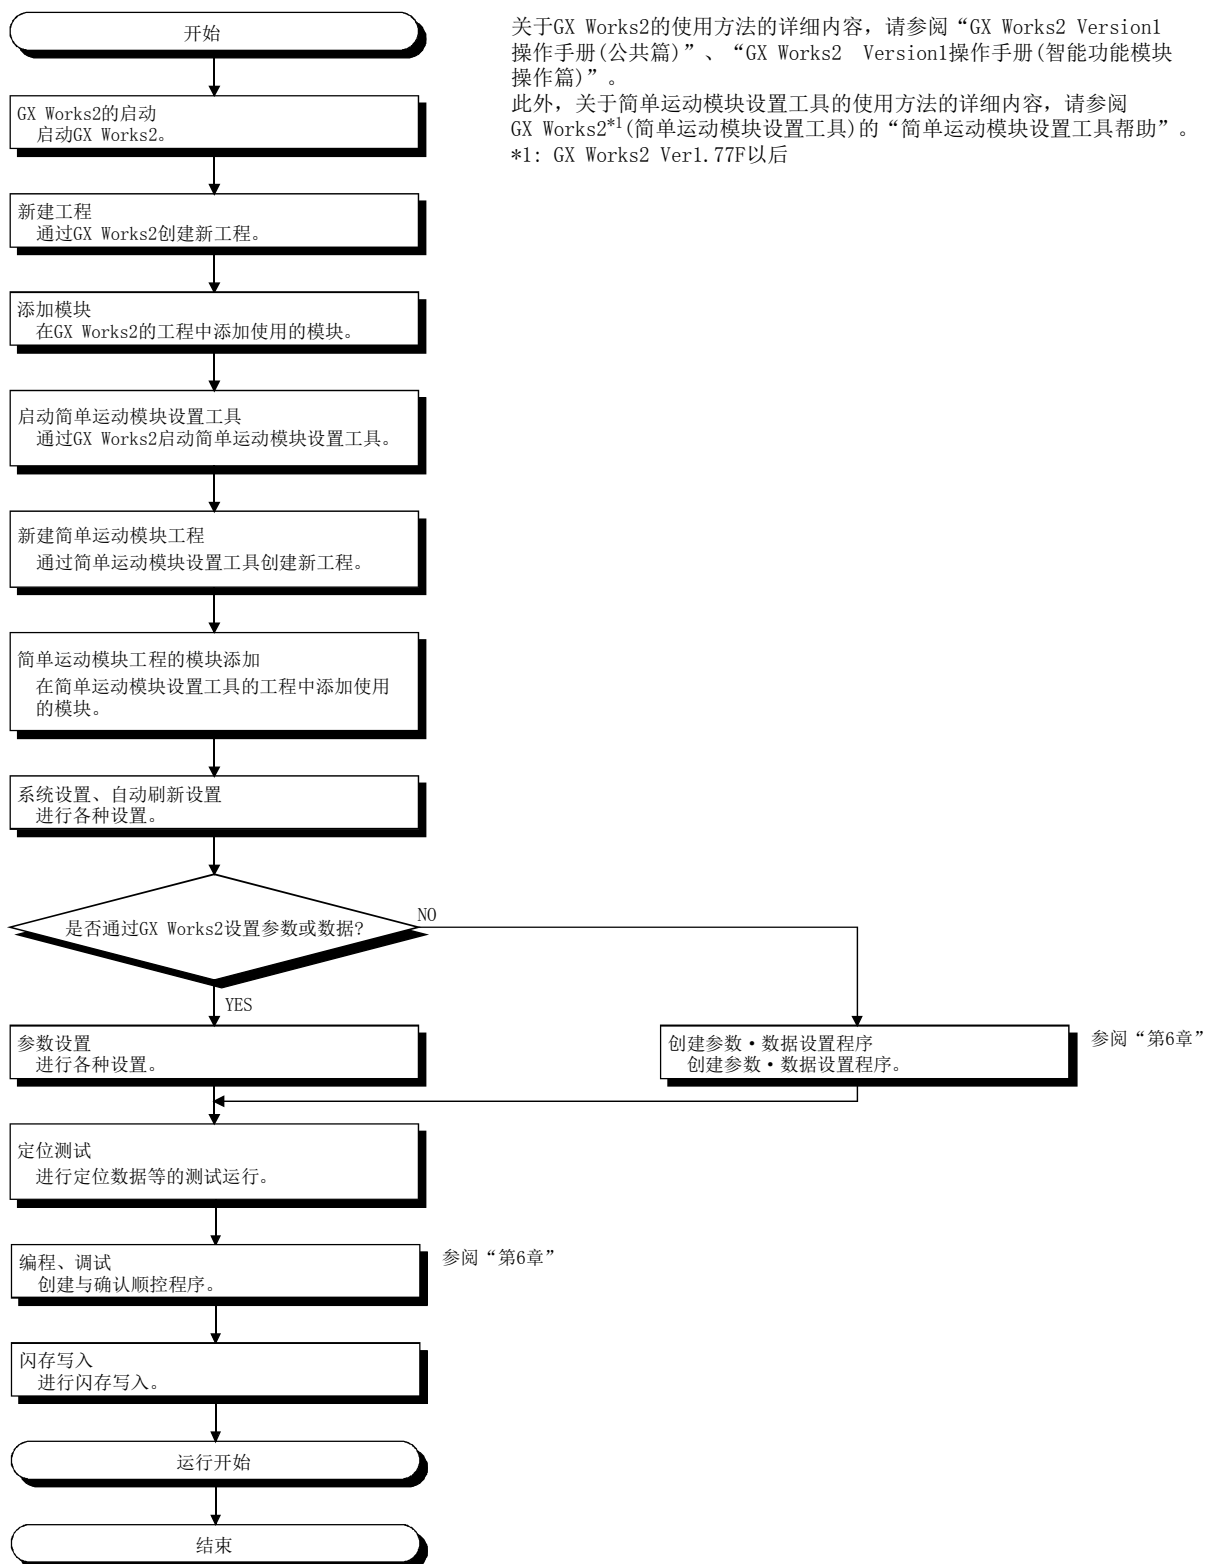 开始
关于GX Works2的使用方法的详细内容，请参阅“GX Works2 Version1
操作手册(公共篇)”、“GX Works2 Version1操作手册(智能功能模块
操作篇)”。
此外，关于简单运动模块设置工具的使用方法的详细内容，请参阅
GX Works2*1(简单运动模块设置工具)的“简单运动模块设置工具帮助”。
*1: GX Works2 Ver1.77F以后
GX Works2的启动
启动GX Works2。
新建工程
通过GX Works2创建新工程。
添加模块
在GX Works2的工程中添加使用的模块。
启动简单运动模块设置工具
通过GX Works2启动简单运动模块设置工具。
新建简单运动模块工程
通过简单运动模块设置工具创建新工程。
简单运动模块工程的模块添加
在简单运动模块设置工具的工程中添加使用
的模块。
系统设置、自动刷新设置
进行各种设置。
是否通过GX Works2设置参数或数据?
NO
YES
参数设置
进行各种设置。
创建参数·数据设置程序
创建参数·数据设置程序。
参阅“第6章”
定位测试
进行定位数据等的测试运行。
编程、调试
创建与确认顺控程序。
参阅“第6章”
闪存写入
进行闪存写入。
运行开始
结束